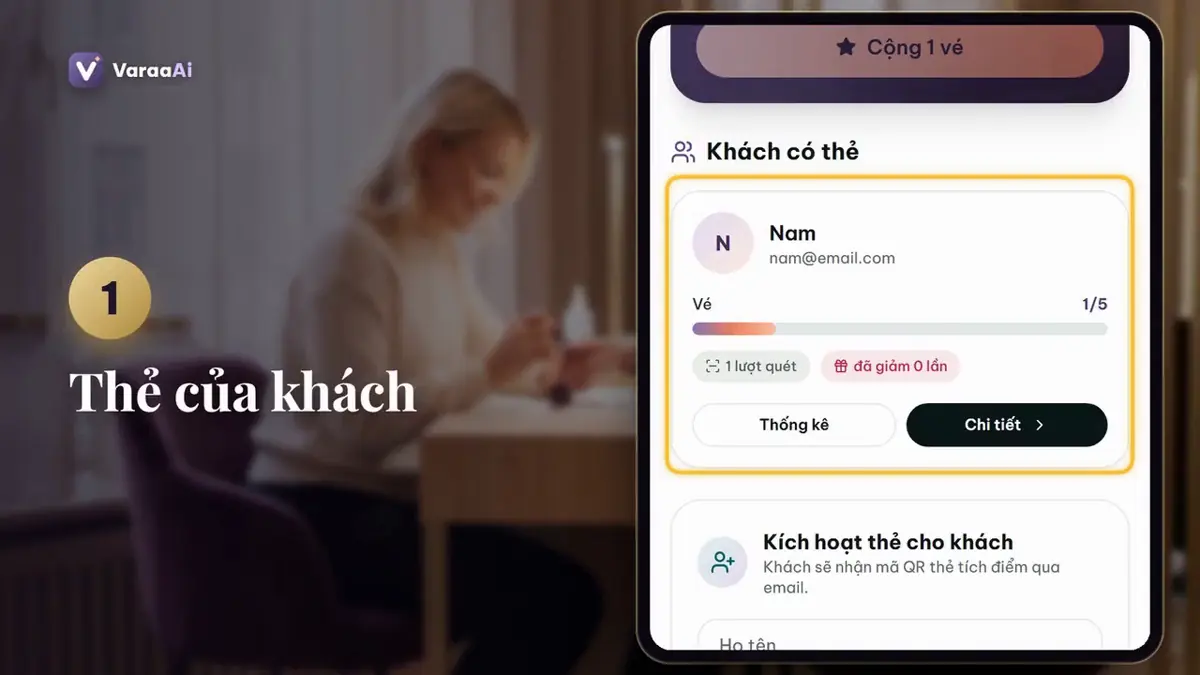 VaraaAi
1
Thẻ của khách
Cộng 1 vé
Khách có thẻ
N
Nam
nam@email.com
Vé
1/5
1 lượt quét
đã giảm 0 lần
Thống kê
Chi tiết
Kích hoạt thẻ cho khách
Khách sẽ nhận mã QR thẻ tích điểm qua
email.
Họ tên